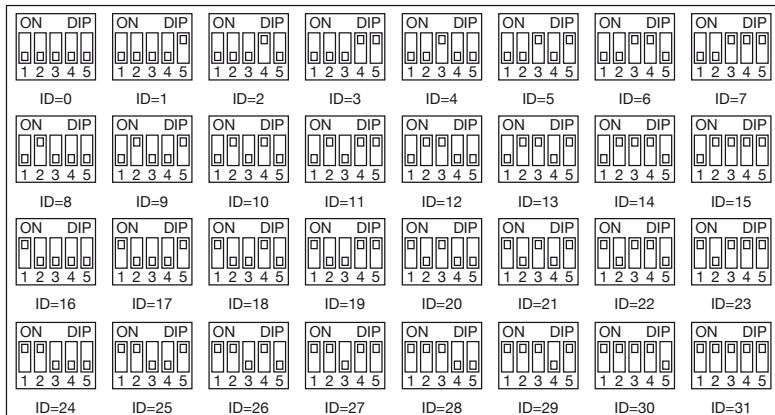 ON DIP ON DIP ON DIP ON DIP ON DIP ON DIP ON DIP ON DIP
1 2 3 4 5 1 2 3 4 5 1 2 3 4 5 1 2 3 4 5 1 2 3 4 5 1 2 3 4 5 1 2 3 4 5 1 2 3 4 5
ID=0 ID=1 ID=2 ID=3 ID=4 ID=5 ID=6 ID=7
ON DIP ON DIP ON DIP ON DIP ON DIP ON DIP ON DIP ON DIP
1 2 3 4 5 1 2 3 4 5 1 2 3 4 5 1 2 3 4 5 1 2 3 4 5 1 2 3 4 5 1 2 3 4 5 1 2 3 4 5
ID=8 ID=9 ID=10 ID=11 ID=12 ID=13 ID=14 ID=15
ON DIP ON DIP ON DIP ON DIP ON DIP ON DIP ON DIP ON DIP
1 2 3 4 5 1 2 3 4 5 1 2 3 4 5 1 2 3 4 5 1 2 3 4 5 1 2 3 4 5 1 2 3 4 5 1 2 3 4 5
ID=16 ID=17 ID=18 ID=19 ID=20 ID=21 ID=22 ID=23
ON DIP ON DIP ON DIP ON DIP ON DIP ON DIP ON DIP ON DIP
1 2 3 4 5 1 2 3 4 5 1 2 3 4 5 1 2 3 4 5 1 2 3 4 5 1 2 3 4 5 1 2 3 4 5 1 2 3 4 5
ID=24 ID=25 ID=26 ID=27 ID=28 ID=29 ID=30 ID=31